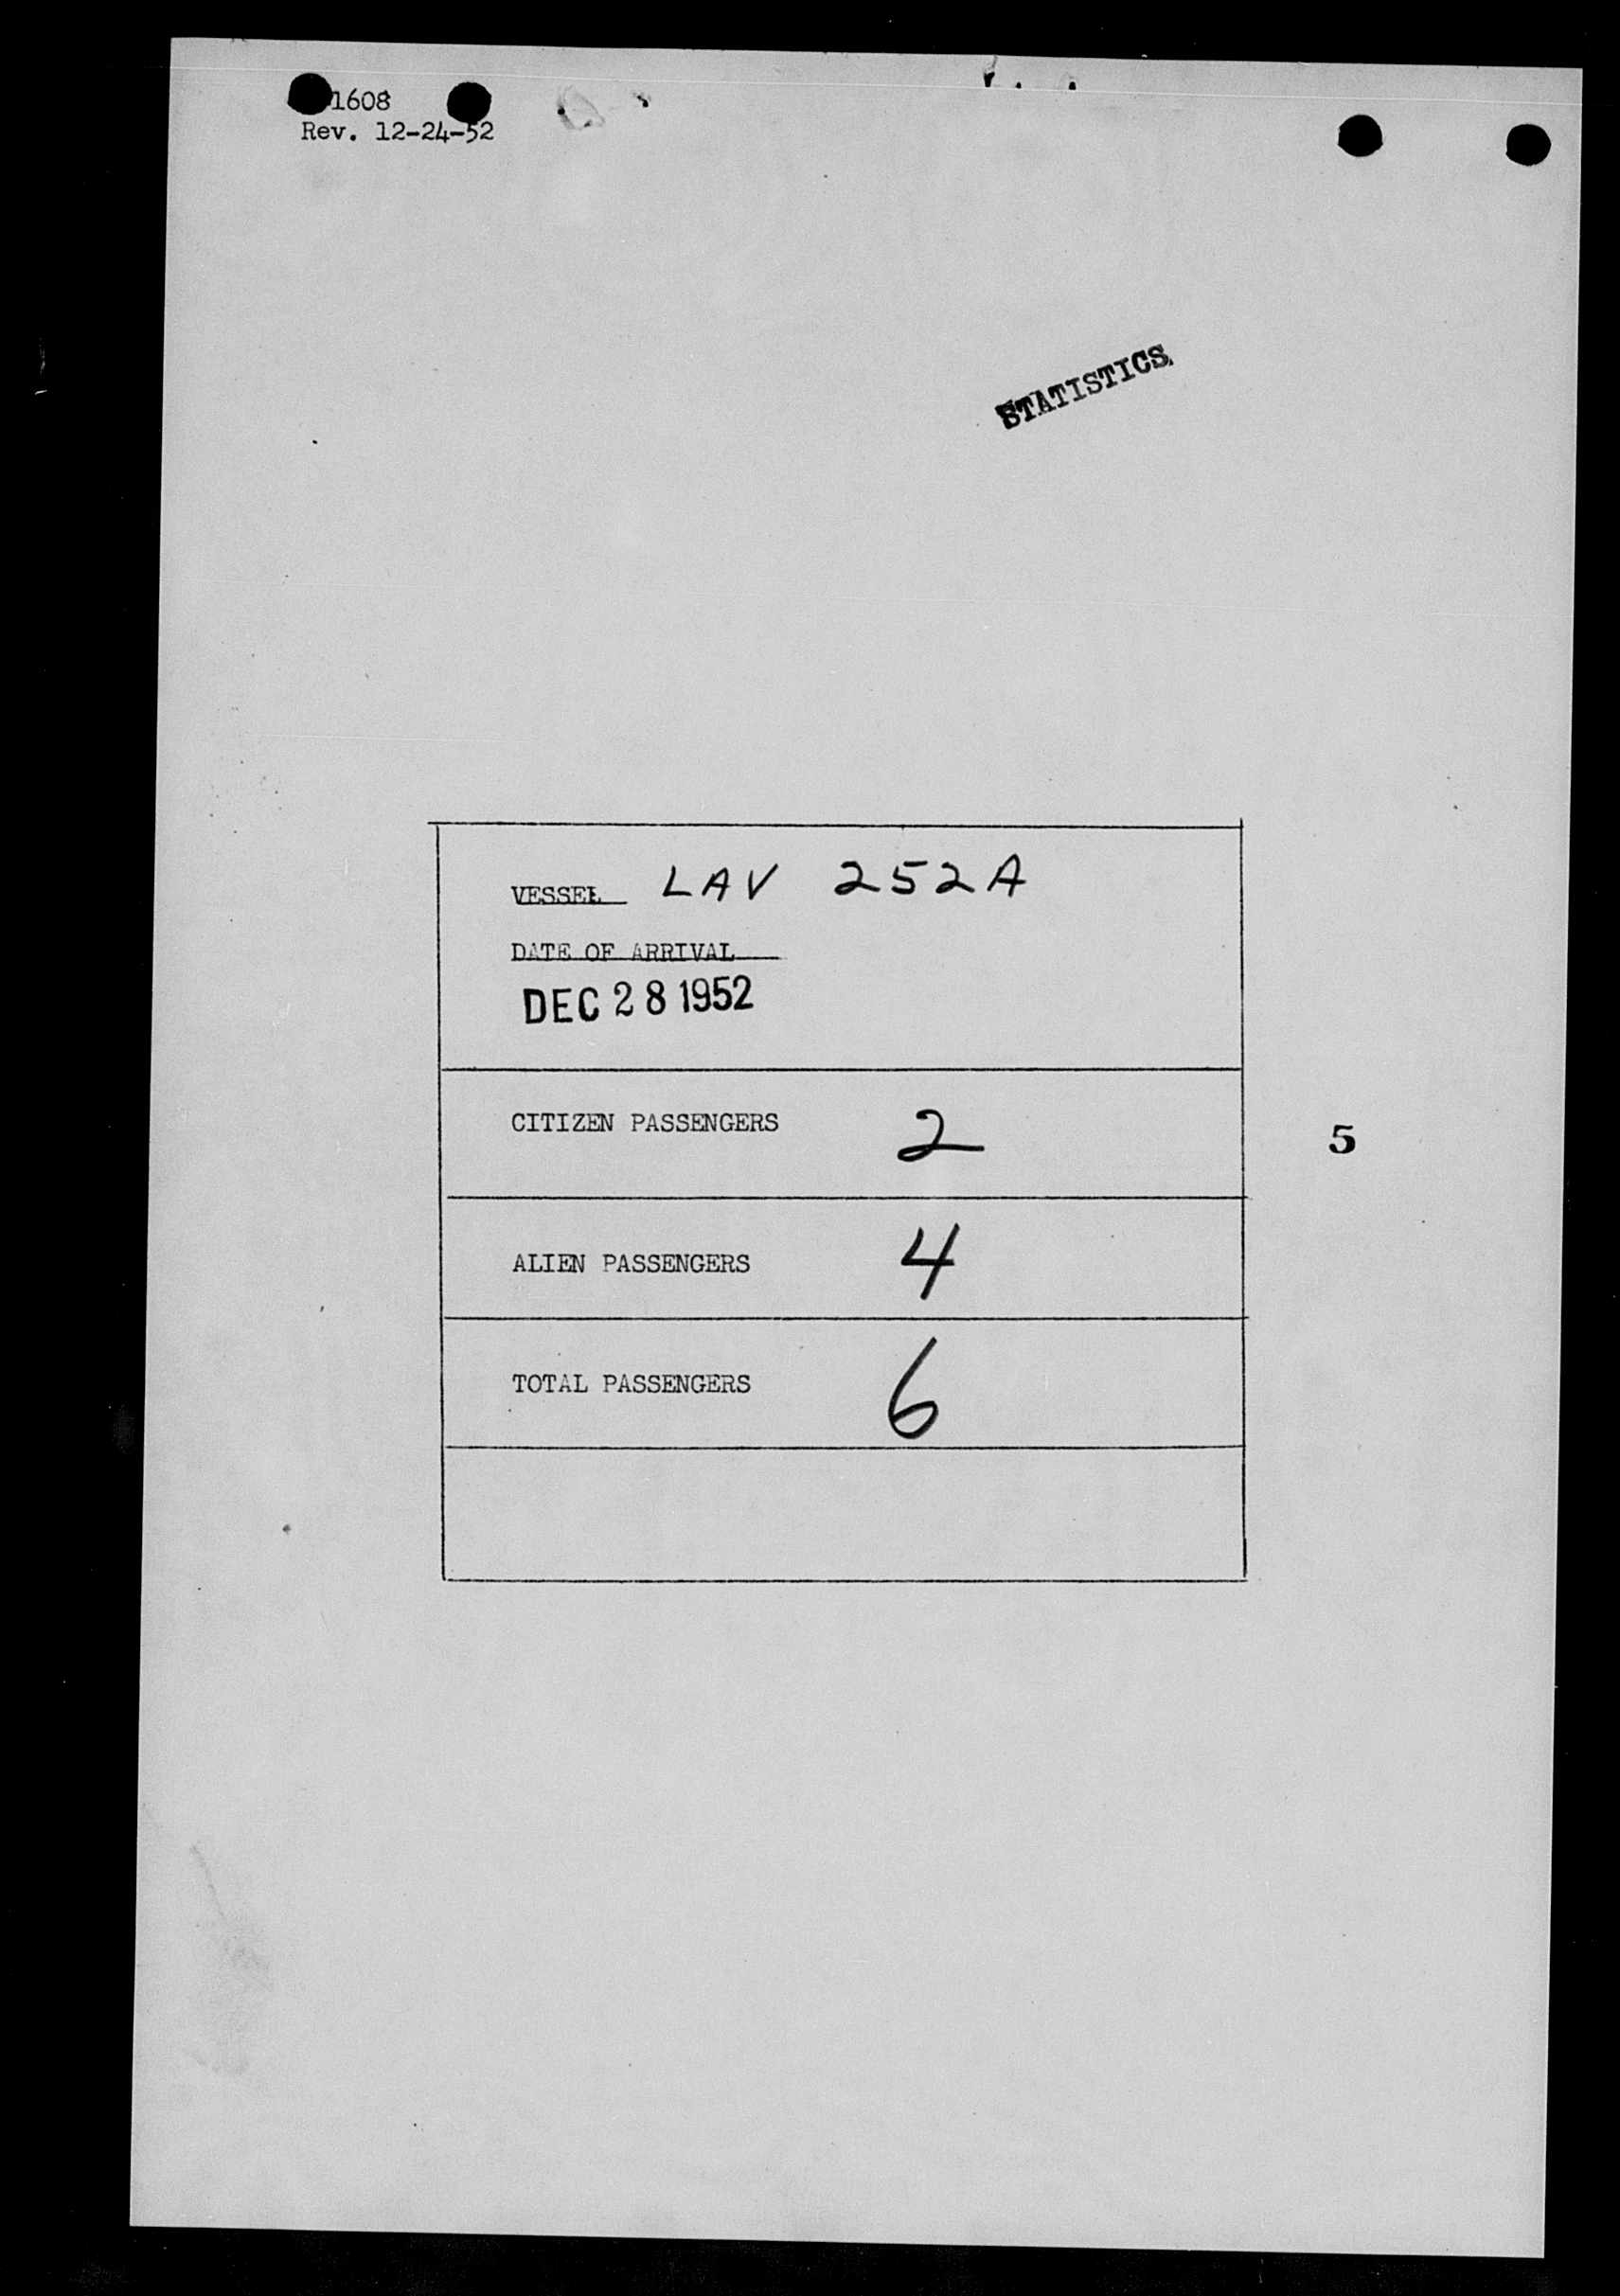 1608
Rev. 12-24-52
STATISTICS
VESSEL LAV 252A
DATE OF ARRIVAL
DEC 28 1952
CITIZEN PASSENGERS 2
5
ALIEN PASSENGERS 4
TOTAL PASSENGERS 6